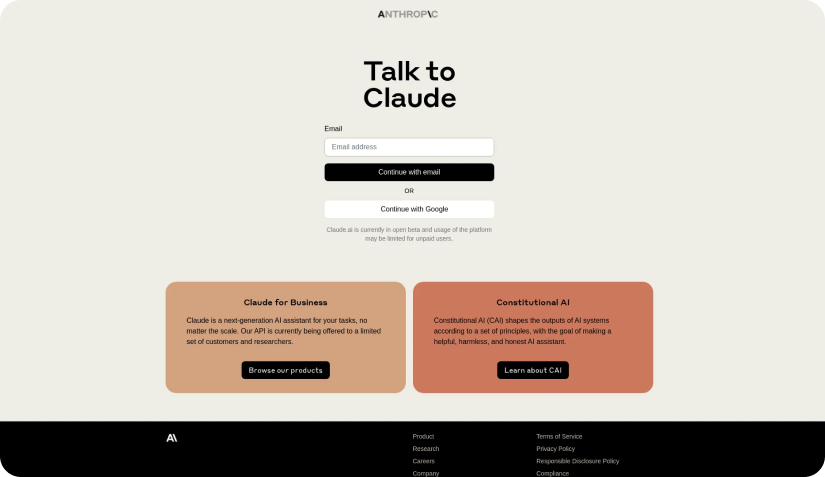 ANTHROP\C
Talk to
Claude
Email
Email address
Continue with email
OR
Continue with Google
Claude.ai is currently in open beta and usage of the platform
may be limited for unpaid users.
Claude for Business
Claude is a next-generation AI assistant for your tasks, no
matter the scale. Our API is currently being offered to a limited
set of customers and researchers.
Browse our products
Constitutional AI
Constitutional AI (CAI) shapes the outputs of AI systems
according to a set of principles, with the goal of making a
helpful, harmless, and honest AI assistant.
Learn about CAI
A\
Product
Research
Careers
Company
Terms of Service
Privacy Policy
Responsible Disclosure Policy
Compliance